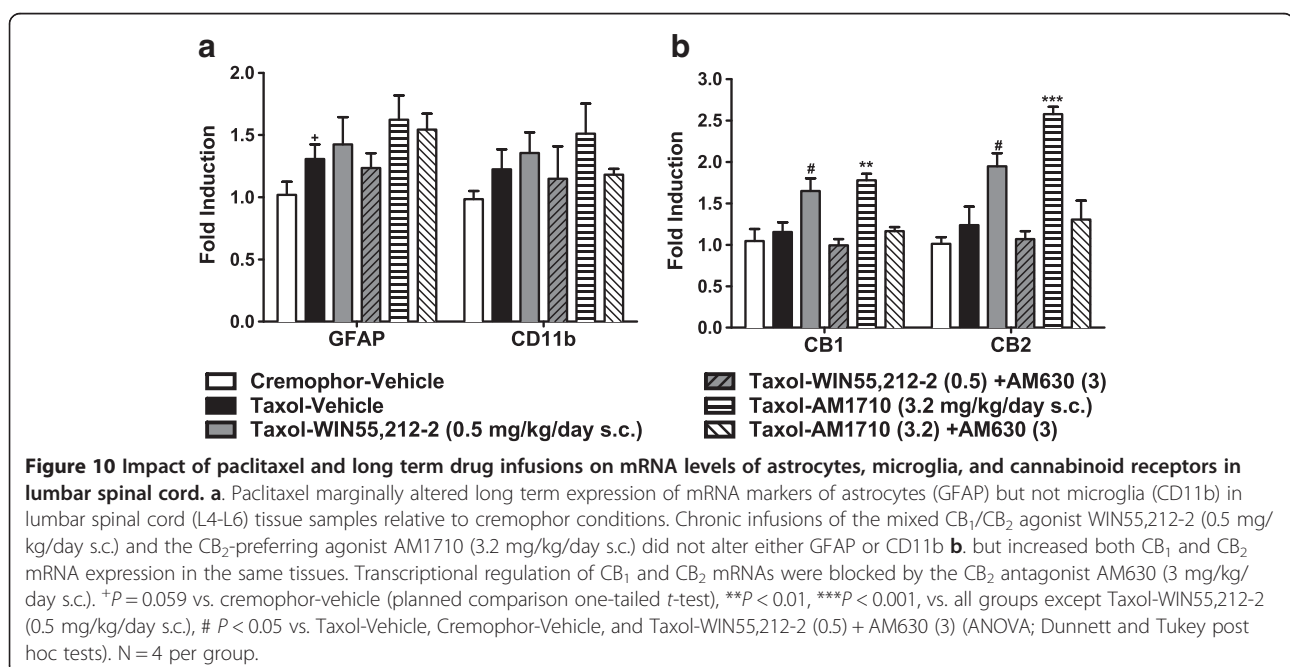 a
2.0
1.5
1.0
0.5
0.0
Fold Induction
+
GFAP
CD11b
b
3.0
2.5
2.0
1.5
1.0
0.5
0.0
Fold Induction
#
**
#
***
CB1
CB2
Cremophor-Vehicle
Taxol-Vehicle
Taxol-WIN55,212-2 (0.5 mg/kg/day s.c.)
Taxol-WIN55,212-2 (0.5) +AM630 (3)
Taxol-AM1710 (3.2 mg/kg/day s.c.)
Taxol-AM1710 (3.2) +AM630 (3)
Figure 10 Impact of paclitaxel and long term drug infusions on mRNA levels of astrocytes, microglia, and cannabinoid receptors in
lumbar spinal cord. a. Paclitaxel marginally altered long term expression of mRNA markers of astrocytes (GFAP) but not microglia (CD11b) in
lumbar spinal cord (L4-L6) tissue samples relative to cremophor conditions. Chronic infusions of the mixed CB₁/CB₂ agonist WIN55,212-2 (0.5 mg/
kg/day s.c.) and the CB₂-preferring agonist AM1710 (3.2 mg/kg/day s.c.) did not alter either GFAP or CD11b b. but increased both CB₁ and CB₂
mRNA expression in the same tissues. Transcriptional regulation of CB₁ and CB₂ mRNAs were blocked by the CB₂ antagonist AM630 (3 mg/kg/
day s.c.). ⁺P = 0.059 vs. cremophor-vehicle (planned comparison one-tailed t-test), **P < 0.01, ***P < 0.001, vs. all groups except Taxol-WIN55,212-2
(0.5 mg/kg/day s.c.), # P < 0.05 vs. Taxol-Vehicle, Cremophor-Vehicle, and Taxol-WIN55,212-2 (0.5) + AM630 (3) (ANOVA; Dunnett and Tukey post
hoc tests). N = 4 per group.